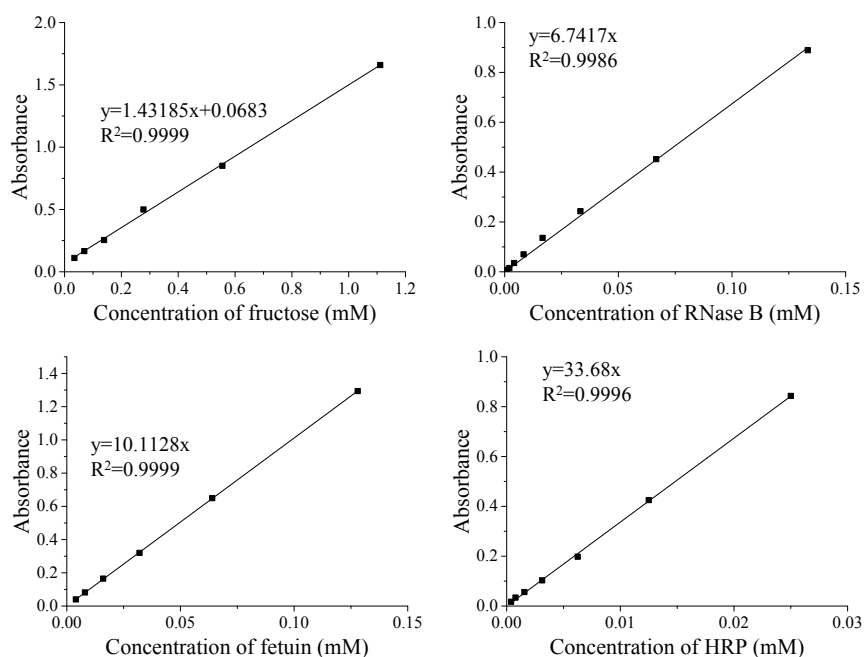 2.0
1.5
1.0
0.5
0.0
Absorbance
y=1.43185x+0.0683
R²=0.9999
0.0 0.2 0.4 0.6 0.8 1.0 1.2
Concentration of fructose (mM)
1.0
0.8
0.6
0.4
0.2
0.0
Absorbance
y=6.7417x
R²=0.9986
0.00 0.05 0.10 0.15
Concentration of RNase B (mM)
1.4
1.2
1.0
0.8
0.6
0.4
0.2
0.0
Absorbance
y=10.1128x
R²=0.9999
0.00 0.05 0.10 0.15
Concentration of fetuin (mM)
1.0
0.8
0.6
0.4
0.2
0.0
Absorbance
y=33.68x
R²=0.9996
0.00 0.01 0.02 0.03
Concentration of HRP (mM)